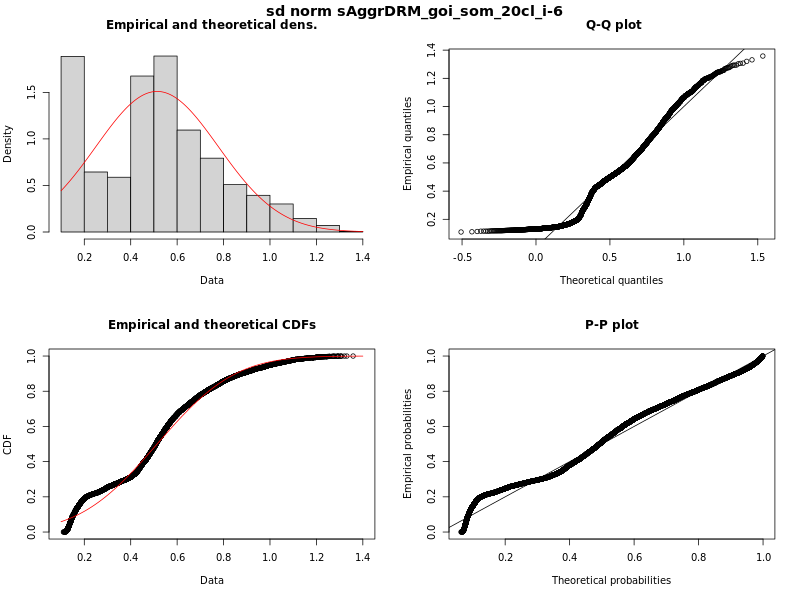 sd norm sAggrDRM_goi_som_20cl_i-6
Empirical and theoretical dens.
Density
0.0 0.5 1.0 1.5
0.2 0.4 0.6 0.8 1.0 1.2 1.4
Data
Q-Q plot
Empirical quantiles
0.2 0.4 0.6 0.8 1.0 1.2 1.4
-0.5 0.0 0.5 1.0 1.5
Theoretical quantiles
Empirical and theoretical CDFs
CDF
0.0 0.2 0.4 0.6 0.8 1.0
0.2 0.4 0.6 0.8 1.0 1.2 1.4
Data
P-P plot
Empirical probabilities
0.0 0.2 0.4 0.6 0.8 1.0
0.2 0.4 0.6 0.8 1.0
Theoretical probabilities